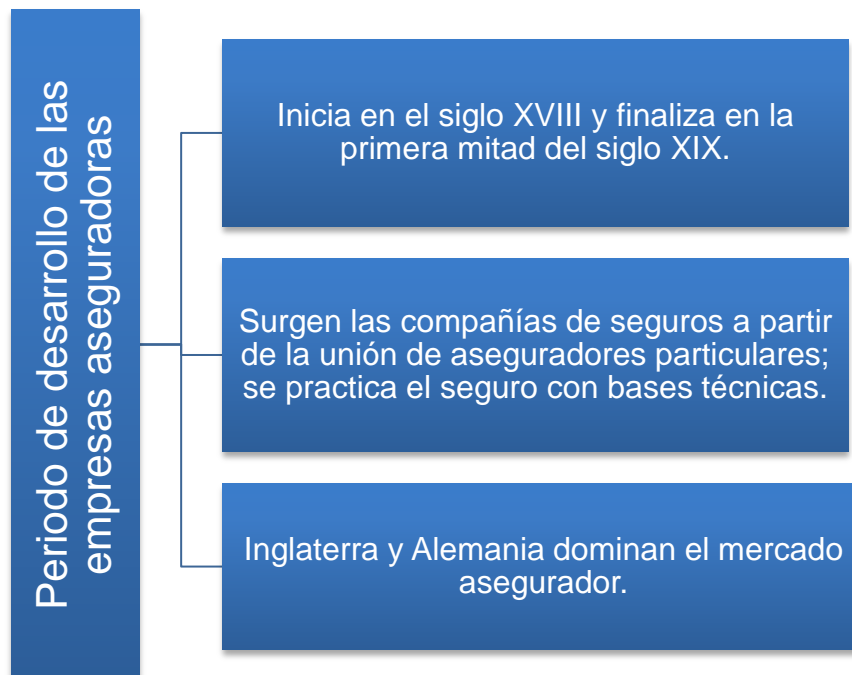 Periodo de desarrollo de las
empresas aseguradoras
Inicia en el siglo XVIII y finaliza en la
primera mitad del siglo XIX.
Surgen las compañías de seguros a partir
de la unión de aseguradores particulares;
se practica el seguro con bases técnicas.
Inglaterra y Alemania dominan el mercado
asegurador.